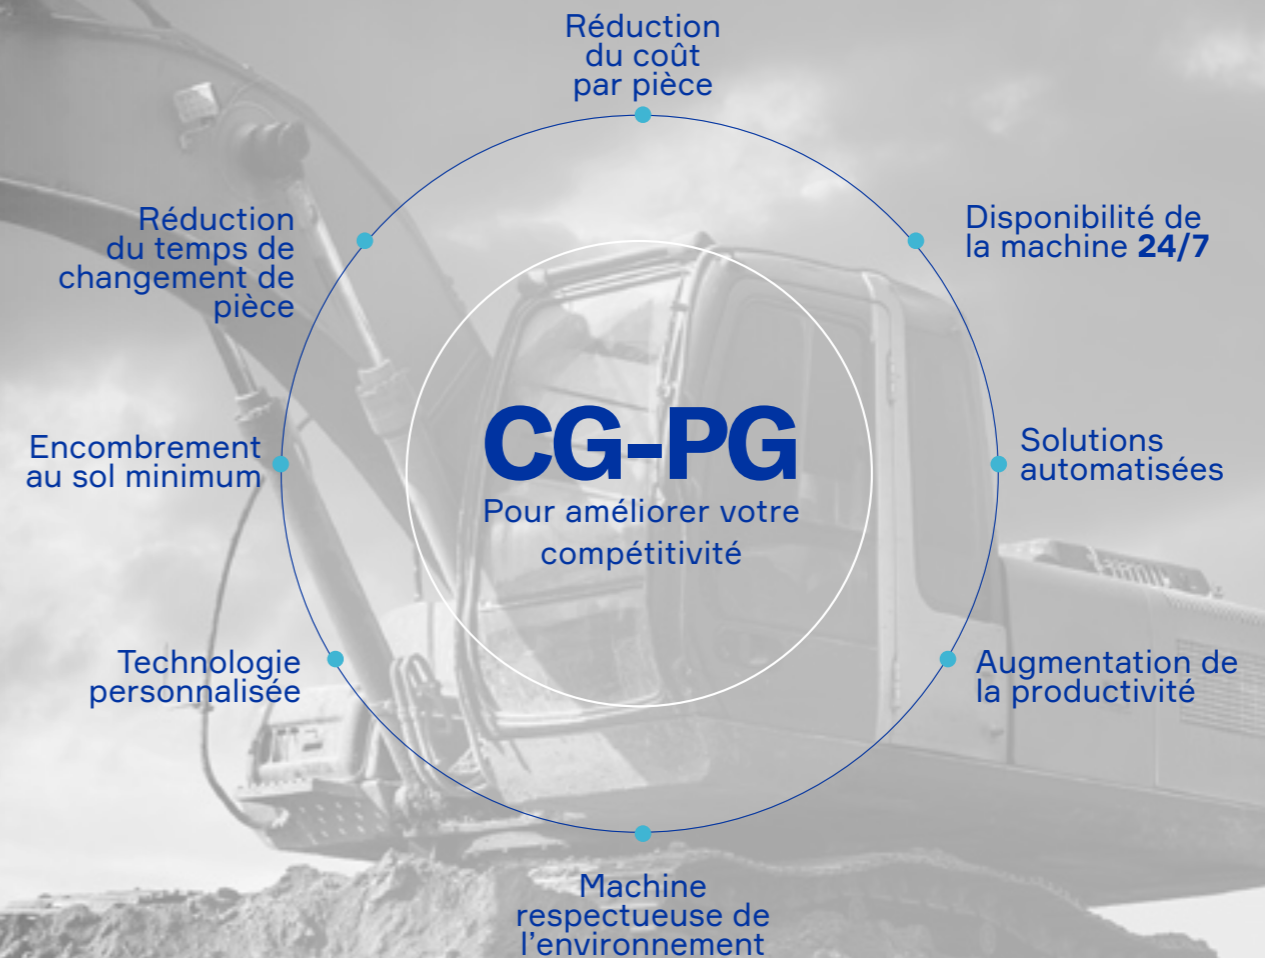 Réduction
du coût
par pièce
Disponibilité de
la machine 24/7
Réduction
du temps de
changement de
pièce
CG-PG
Pour améliorer votre
compétitivité
Encombrement
au sol minimum
Solutions
automatisées
Technologie
personnalisée
Augmentation de
la productivité
Machine
respectueuse de
l’environnement